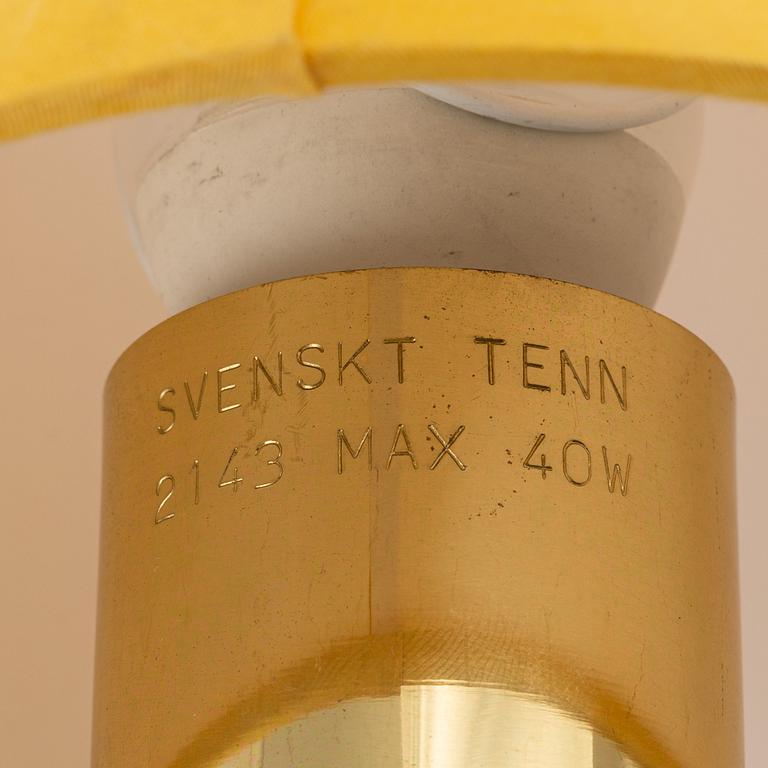 SVENSKT TENN
2143 MAX 40W